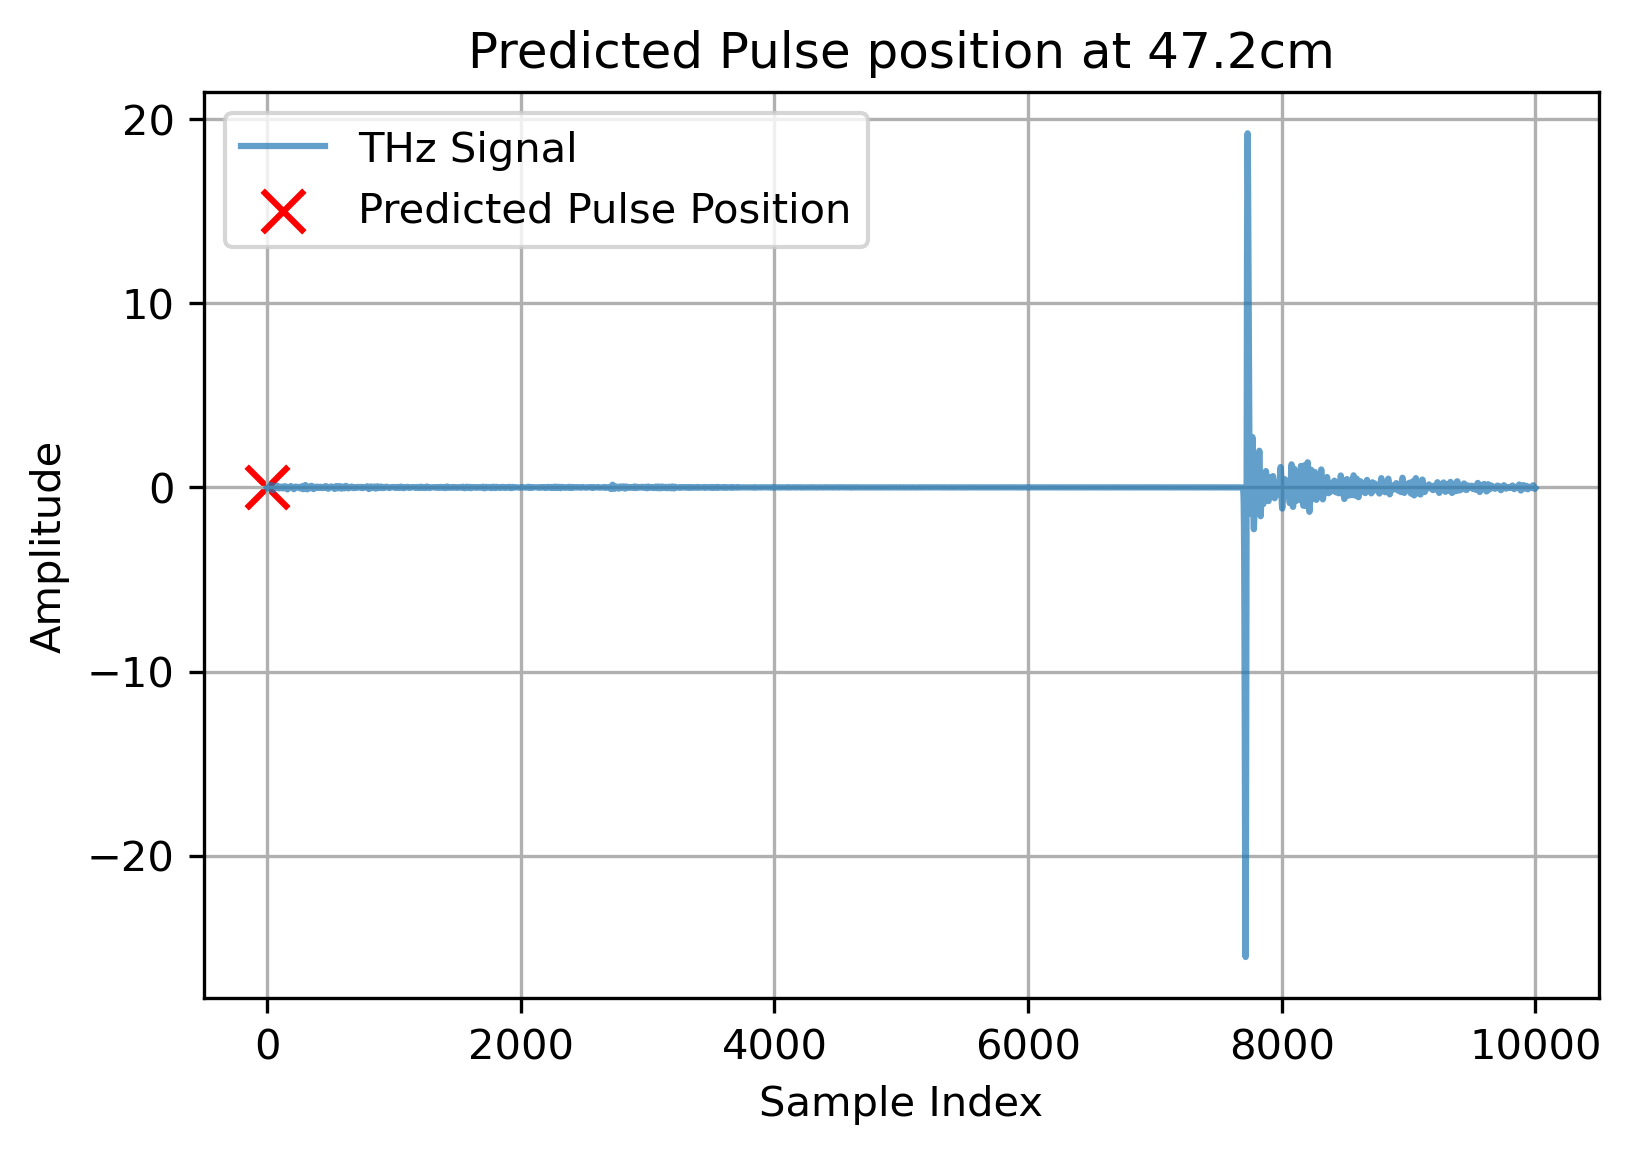 Predicted Pulse position at 47.2cm
THz Signal
Predicted Pulse Position
20
10
0
−10
−20
Amplitude
0 2000 4000 6000 8000 10000
Sample Index